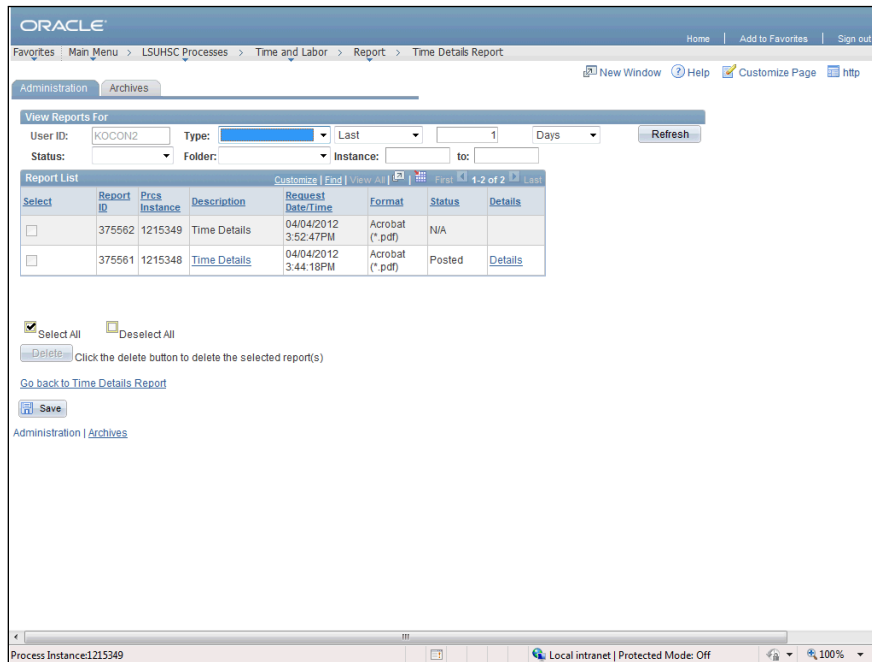 ORACLE
Home | Add to Favorites | Sign out
Favorites Main Menu > LSUHSC Processes > Time and Labor > Report > Time Details Report
New Window Help Customize Page http
Administration Archives
View Reports For
User ID: KOCON2 Type: Last 1 Days Refresh
Status: Folder: Instance: to:
Report List Customize | Find | View All | | First 1-2 of 2 Last
Select Report ID Prcs Instance Description Request Date/Time Format Status Details
375562 1215349 Time Details 04/04/2012 3:52:47PM Acrobat (*.pdf) N/A
375561 1215348 Time Details 04/04/2012 3:44:18PM Acrobat (*.pdf) Posted Details
Select All Deselect All
Delete Click the delete button to delete the selected report(s)
Go back to Time Details Report
Save
Administration | Archives
Process Instance:1215349 Local intranet | Protected Mode: Off 100%